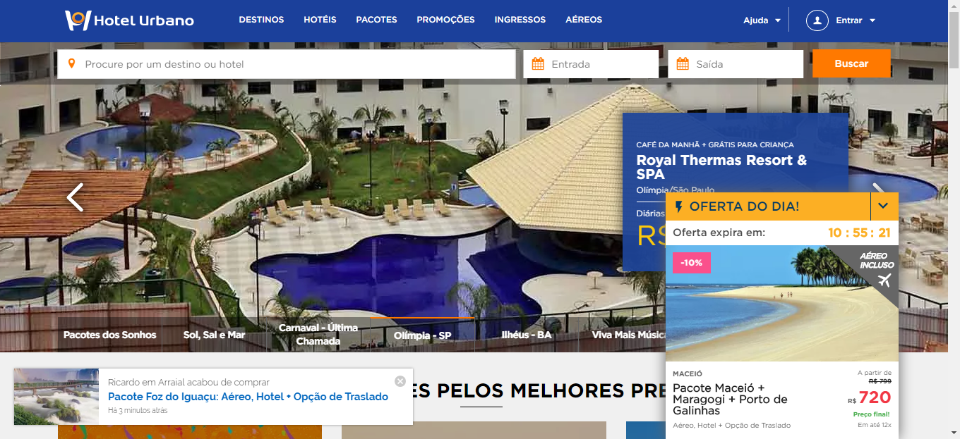 Hotel Urbano
DESTINOS HOTÉIS PACOTES PROMOÇÕES INGRESSOS AÉREOS
Ajuda Entrar
Procure por um destino ou hotel
Entrada
Saída
Buscar
CAFÉ DA MANHÃ + GRÁTIS PARA CRIANÇA
Royal Thermas Resort &
SPA
Olímpia/São Paulo
Diárias
R$
OFERTA DO DIA!
Oferta expira em: 10 : 55 : 21
-10%
AÉREO
INCLUSO
MACEIÓ
Pacote Maceió +
Maragogi + Porto de
Galinhas
Aéreo, Hotel + Opção de Traslado
A partir de
R$ 799
R$ 720
Preço final!
Em até 12x
Pacotes dos Sonhos
Sol, Sal e Mar
Carnaval - Última
Chamada
Olímpia - SP
Ilhéus - BA
Viva Mais Músic
Ricardo em Arraial acabou de comprar
Pacote Foz do Iguaçu: Aéreo, Hotel + Opção de Traslado
Há 3 minutos atrás
ES PELOS MELHORES PRE